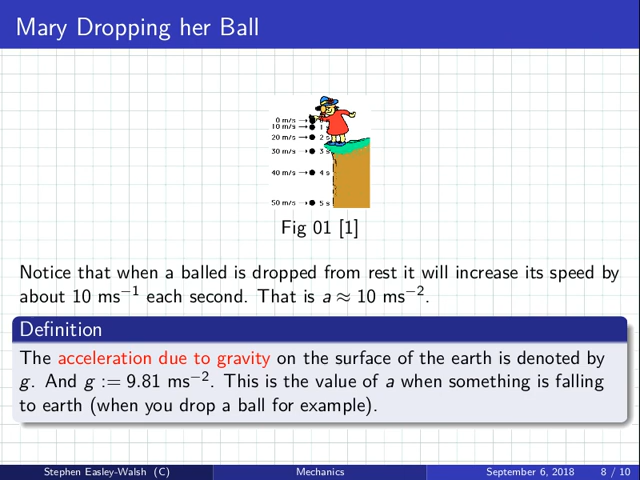 Mary Dropping her Ball
0 m/s
10 m/s 1 s
20 m/s 2 s
30 m/s 3 s
40 m/s 4 s
50 m/s 5 s
Fig 01 [1]
Notice that when a balled is dropped from rest it will increase its speed by
about 10 ms⁻¹ each second. That is a ≈ 10 ms⁻².
Definition
The acceleration due to gravity on the surface of the earth is denoted by
g. And g := 9.81 ms⁻². This is the value of a when something is falling
to earth (when you drop a ball for example).
Stephen Easley-Walsh (C) Mechanics September 6, 2018 8 / 10